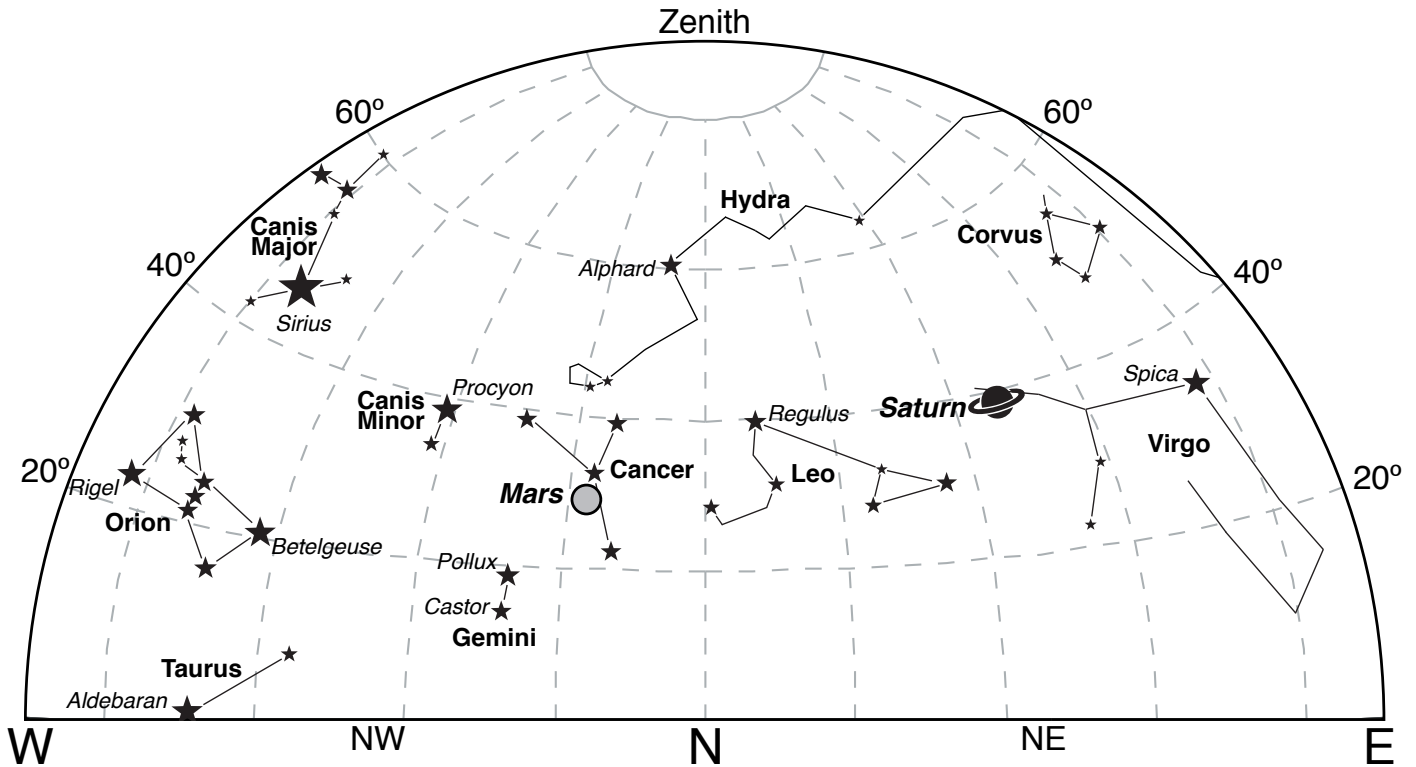 Zenith
60º
60º
Hydra
Canis
Major
Corvus
Alphard
40º
40º
Sirius
Spica
Procyon
Canis
Minor
Regulus
Saturn
Virgo
20º
Rigel
Cancer
Leo
20º
Mars
Orion
Betelgeuse
Pollux
Castor
Gemini
Taurus
Aldebaran
W
NW
N
NE
E